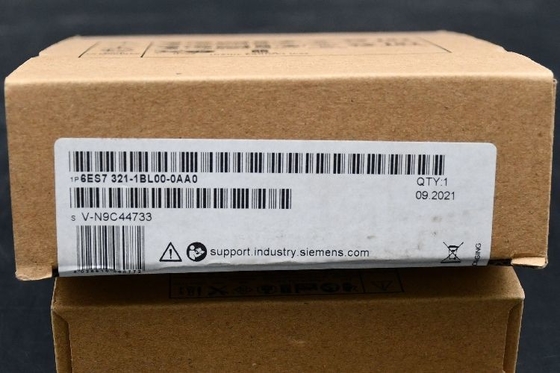 1P 6ES7 321-1BL00-0AA0
QTY:1
09.2021
S V-N9C44733
support.industry.siemens.com